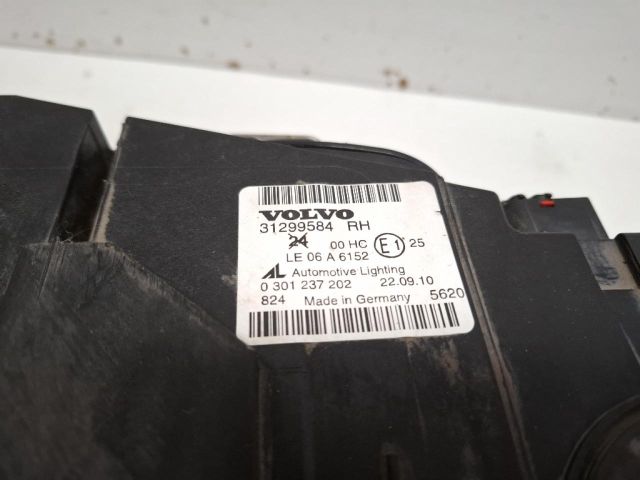 VOLVO
31299584 RH
24 00 HC E1 25
LE 06 A 6152
AL Automotive Lighting
0 301 237 202 22.09.10
824 Made in Germany 5620